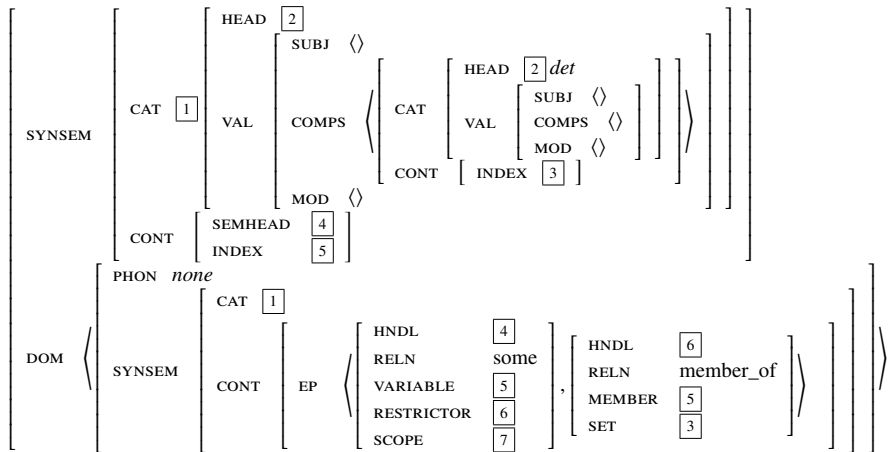 HEAD 2
SUBJ ⟨⟩
HEAD 2 det
CAT 1 SUBJ ⟨⟩
SYNSEM VAL COMPS ⟨ CAT VAL COMPS ⟨⟩ ⟩
MOD ⟨⟩
CONT [ INDEX 3 ]
MOD ⟨⟩
CONT SEMHEAD 4
INDEX 5
PHON none
CAT 1
HNDL 4
HNDL 6
RELN some
RELN member_of
DOM ⟨ SYNSEM CONT EP ⟨ VARIABLE 5 , MEMBER 5 ⟩ ⟩
RESTRICTOR 6
SET 3
SCOPE 7